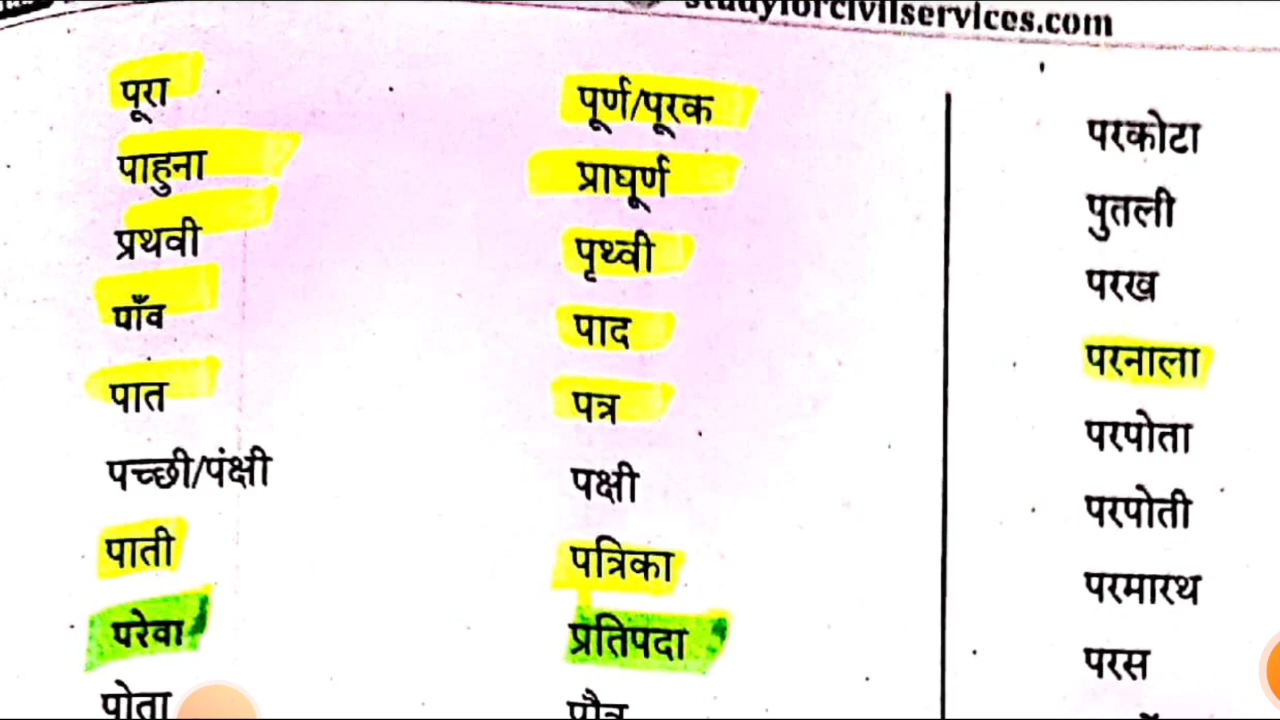 studyforcivilservices.com
पूरा पूर्ण/पूरक
पाहुना प्राघूर्ण
प्रथवी पृथ्वी
पाँव पाद
पात पत्र
पच्छी/पंक्षी पक्षी
पाती पत्रिका
परेवा प्रतिपदा
पोता पौत्र
परकोटा
पुतली
परख
परनाला
परपोता
परपोती
परमारथ
परस